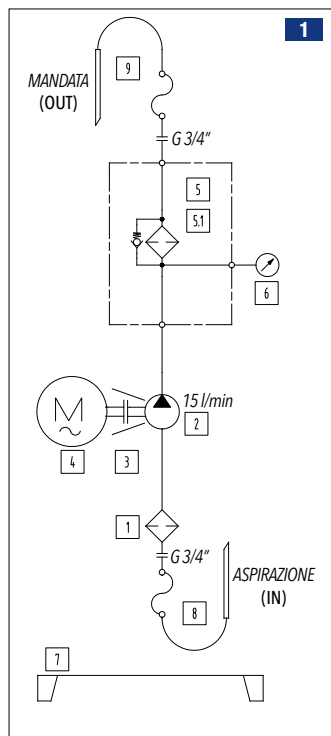 1
9
MANDATA
(OUT)
G 3/4"
5
5.1
6
M
15 l/min
2
4
3
1
G 3/4"
ASPIRAZIONE
(IN)
8
7